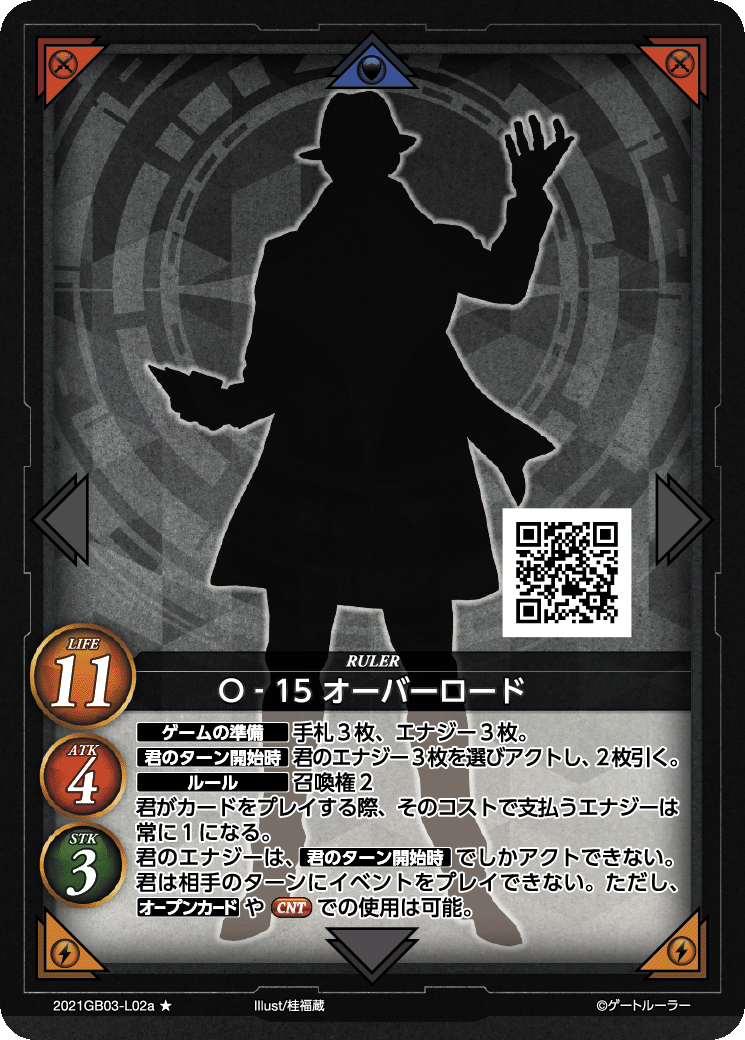 LIFE
11
RULER
O - 15 オーバーロード
ゲームの準備 手札３枚、エナジー３枚。
君のターン開始時 君のエナジー３枚を選びアクトし、２枚引く。
ATK
4
ルール 召喚権２
君がカードをプレイする際、そのコストで支払うエナジーは
常に１になる。
STK
3
君のエナジーは、君のターン開始時 でしかアクトできない。
君は相手のターンにイベントをプレイできない。ただし、
オープンカード や CNT での使用は可能。
2021GB03-L02a ★ Illust/桂福蔵 ©ゲートルーラー